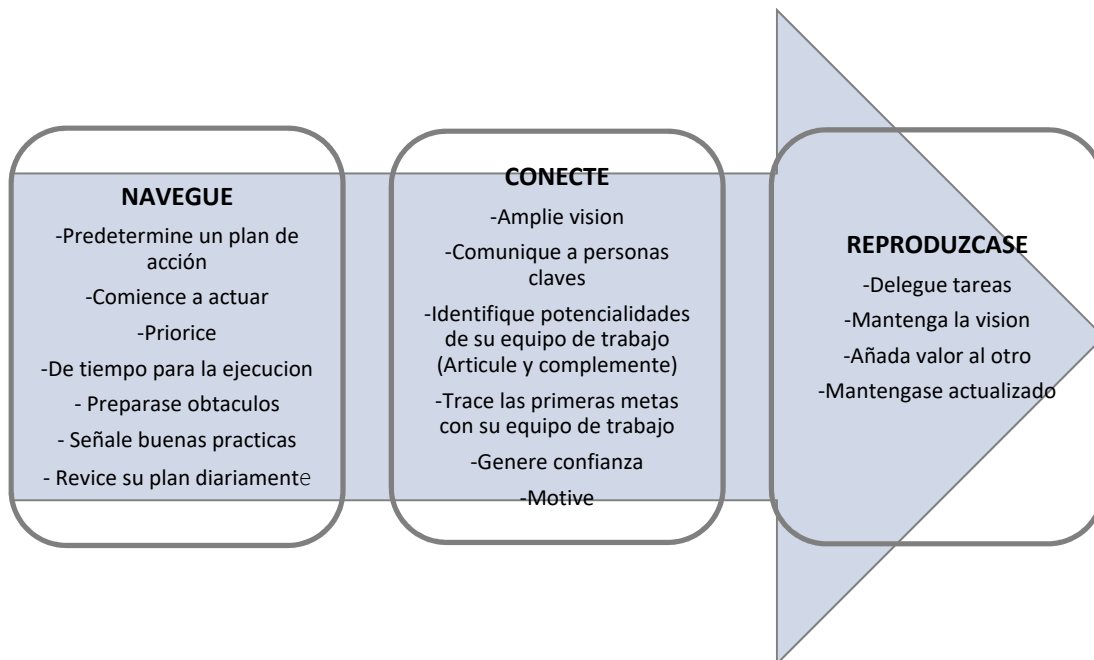 NAVEGUE
-Predetermine un plan de
acción
-Comience a actuar
-Priorice
-De tiempo para la ejecucion
- Preparase obtaculos
- Señale buenas practicas
- Revice su plan diariamente
CONECTE
-Amplie vision
-Comunique a personas
claves
-Identifique potencialidades
de su equipo de trabajo
(Articule y complemente)
-Trace las primeras metas
con su equipo de trabajo
-Genere confianza
-Motive
REPRODUZCASE
-Delegue tareas
-Mantenga la vision
-Añada valor al otro
-Mantengase actualizado